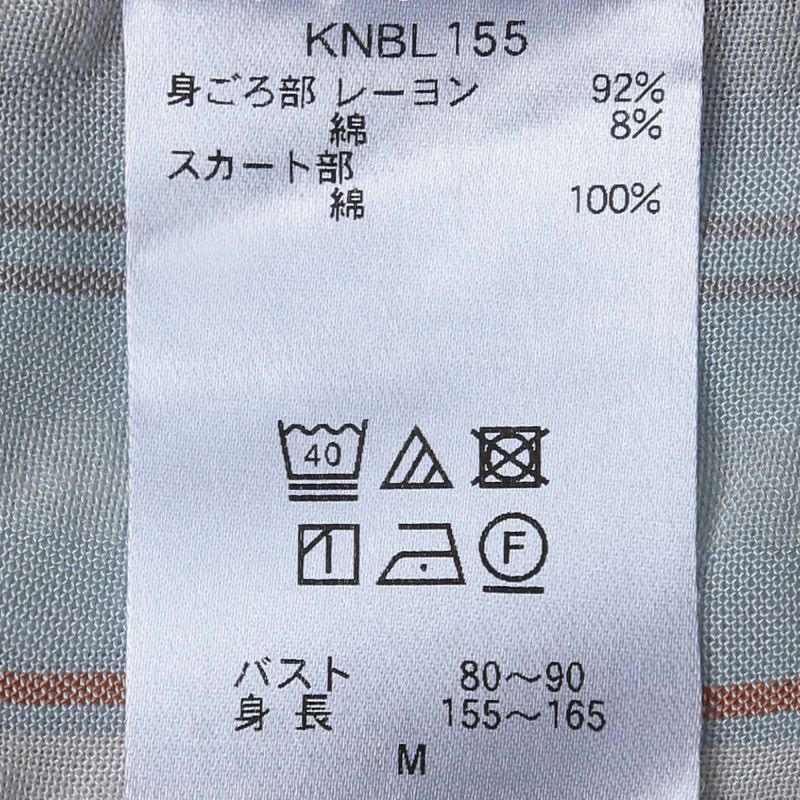 KNBL155
身ごろ部 レーヨン 92%
綿 8%
スカート部
綿 100%
40
F
バスト 80〜90
身長 155〜165
M